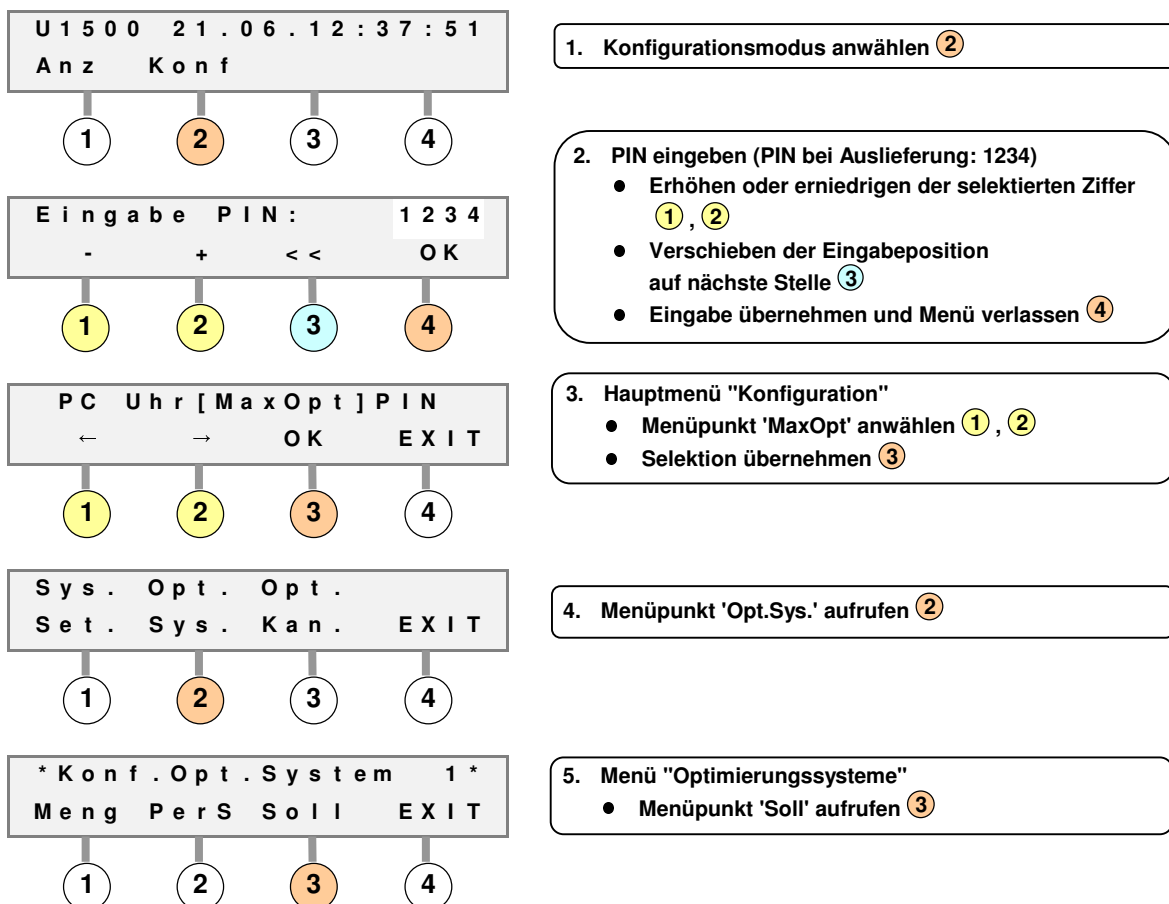 U1500 21.06.12:37:51
Anz Konf
1 2 3 4
1. Konfigurationsmodus anwählen 2
Eingabe PIN: 1234
- + << OK
1 2 3 4
2. PIN eingeben (PIN bei Auslieferung: 1234)
● Erhöhen oder erniedrigen der selektierten Ziffer
1 , 2
● Verschieben der Eingabeposition
auf nächste Stelle 3
● Eingabe übernehmen und Menü verlassen 4
PC Uhr[MaxOpt]PIN
← → OK EXIT
1 2 3 4
3. Hauptmenü "Konfiguration"
● Menüpunkt 'MaxOpt' anwählen 1 , 2
● Selektion übernehmen 3
Sys. Opt. Opt.
Set. Sys. Kan. EXIT
1 2 3 4
4. Menüpunkt 'Opt.Sys.' aufrufen 2
*Konf.Opt.System 1*
Meng PerS Soll EXIT
1 2 3 4
5. Menü "Optimierungssysteme"
● Menüpunkt 'Soll' aufrufen 3